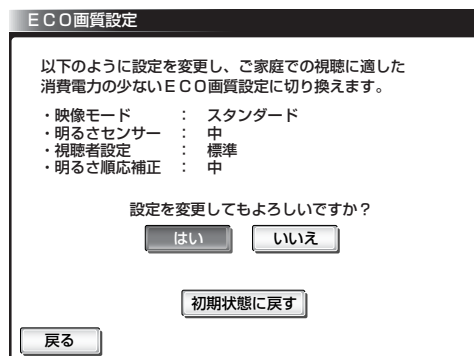 ECO画質設定
以下のように設定を変更し、ご家庭での視聴に適した
消費電力の少ないECO画質設定に切り換えます。
・映像モード : スタンダード
・明るさセンサー : 中
・視聴者設定 : 標準
・明るさ順応補正 : 中
設定を変更してもよろしいですか？
はい いいえ
初期状態に戻す
戻る